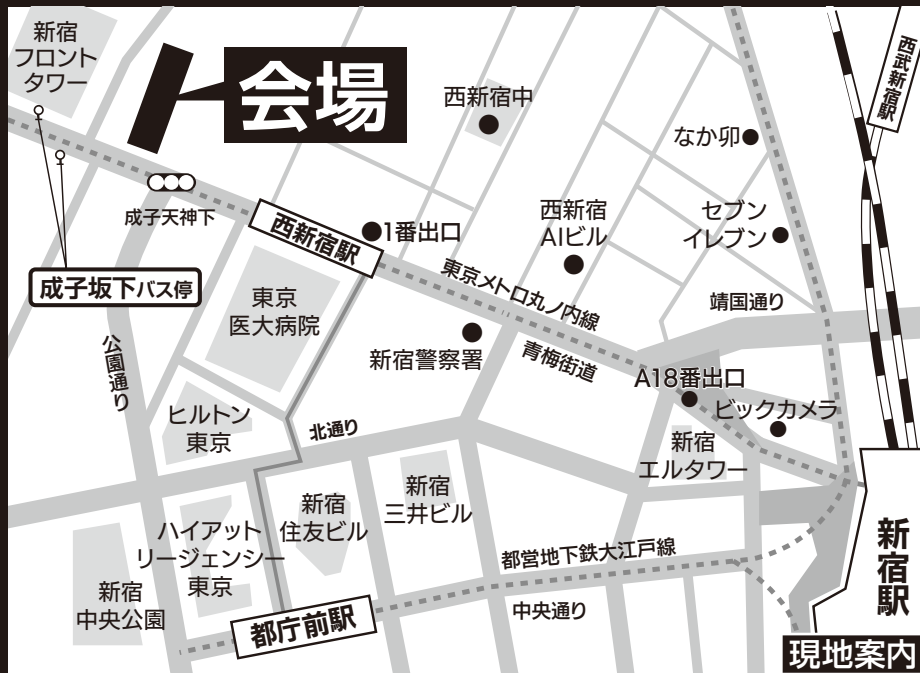 新宿
フロント
タワー
会場
西新宿中
西武新宿駅
なか卯
成子天神下
西新宿駅
1番出口
西新宿
AIビル
セブン
イレブン
成子坂下バス停
東京
医大病院
東京メトロ丸ノ内線
靖国通り
公園通り
新宿警察署
青梅街道
A18番出口
ビックカメラ
ヒルトン
東京
北通り
新宿
エルタワー
新宿
住友ビル
新宿
三井ビル
ハイアット
リージェンシー
東京
都営地下鉄大江戸線
新宿駅
新宿
中央公園
中央通り
都庁前駅
現地案内